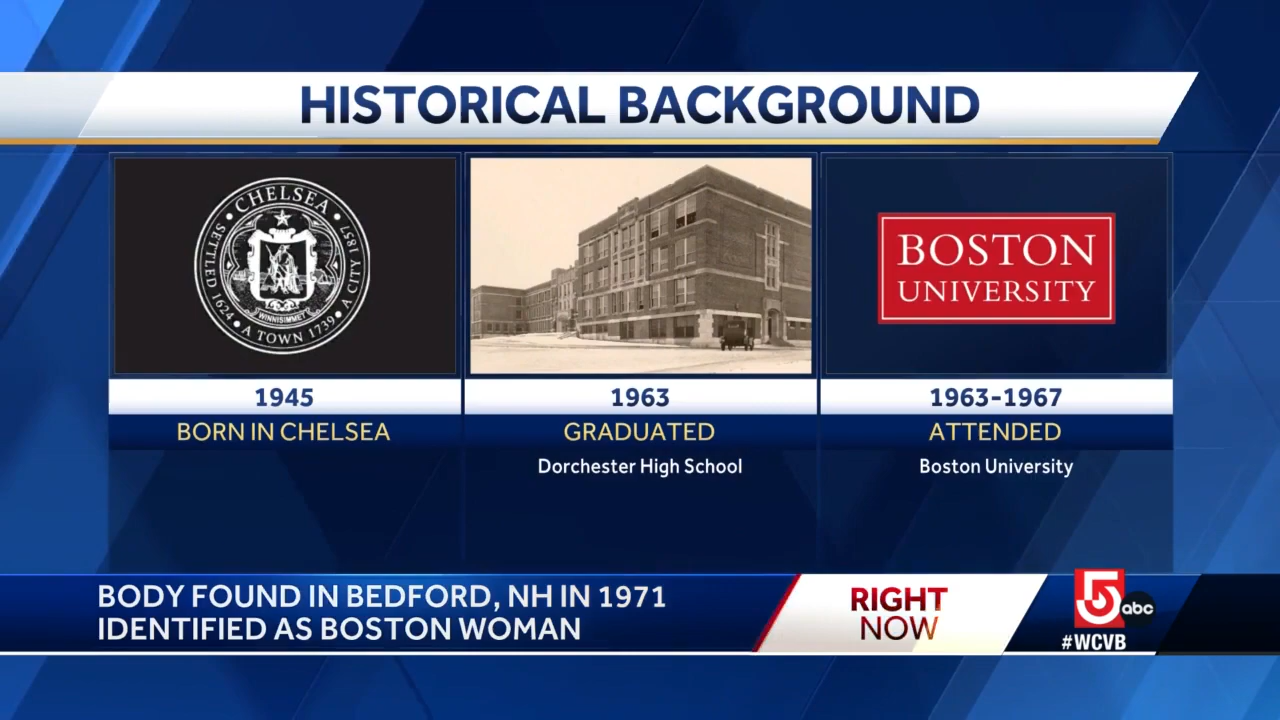 HISTORICAL BACKGROUND
CHELSEA
SETTLED 1624
A TOWN 1739
A CITY 1857
WINNISIMMET
BOSTON
UNIVERSITY
1945
BORN IN CHELSEA
1963
GRADUATED
Dorchester High School
1963-1967
ATTENDED
Boston University
BODY FOUND IN BEDFORD, NH IN 1971
IDENTIFIED AS BOSTON WOMAN
RIGHT
NOW
5
abc
#WCVB